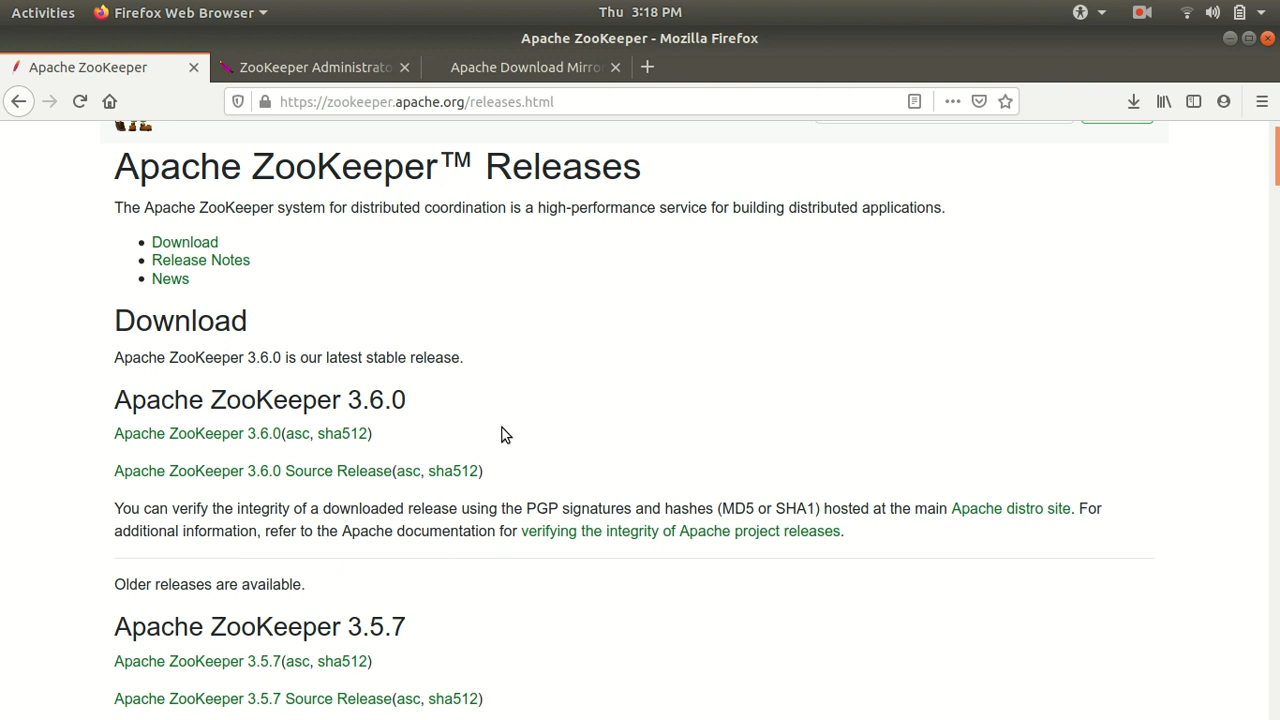 Activities Firefox Web Browser Thu 3:18 PM
Apache ZooKeeper - Mozilla Firefox
Apache ZooKeeper ZooKeeper Administrato Apache Download Mirro
https://zookeeper.apache.org/releases.html
Apache ZooKeeper™ Releases
The Apache ZooKeeper system for distributed coordination is a high-performance service for building distributed applications.
Download
Release Notes
News
Download
Apache ZooKeeper 3.6.0 is our latest stable release.
Apache ZooKeeper 3.6.0
Apache ZooKeeper 3.6.0(asc, sha512)
Apache ZooKeeper 3.6.0 Source Release(asc, sha512)
You can verify the integrity of a downloaded release using the PGP signatures and hashes (MD5 or SHA1) hosted at the main Apache distro site. For
additional information, refer to the Apache documentation for verifying the integrity of Apache project releases.
Older releases are available.
Apache ZooKeeper 3.5.7
Apache ZooKeeper 3.5.7(asc, sha512)
Apache ZooKeeper 3.5.7 Source Release(asc, sha512)